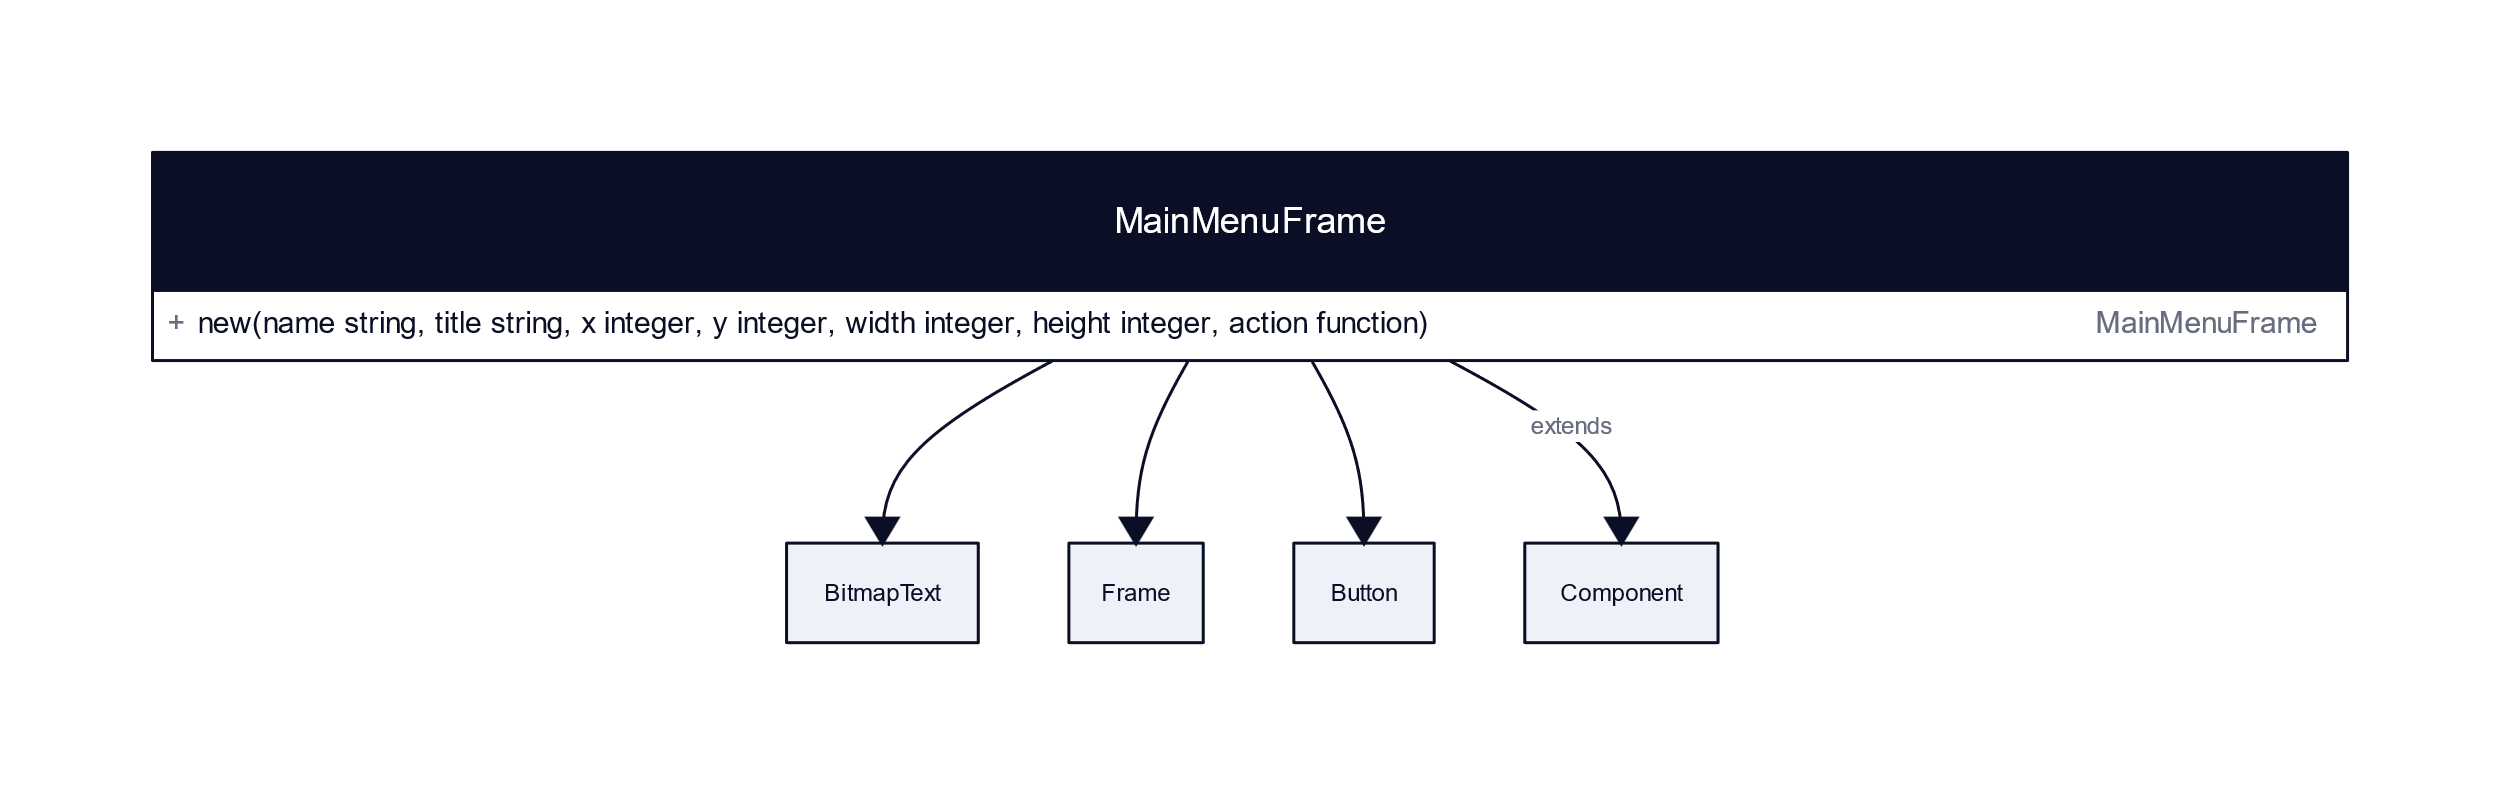 MainMenuFrame
+ new(name string, title string, x integer, y integer, width integer, height integer, action function) MainMenuFrame
extends
BitmapText Frame Button Component